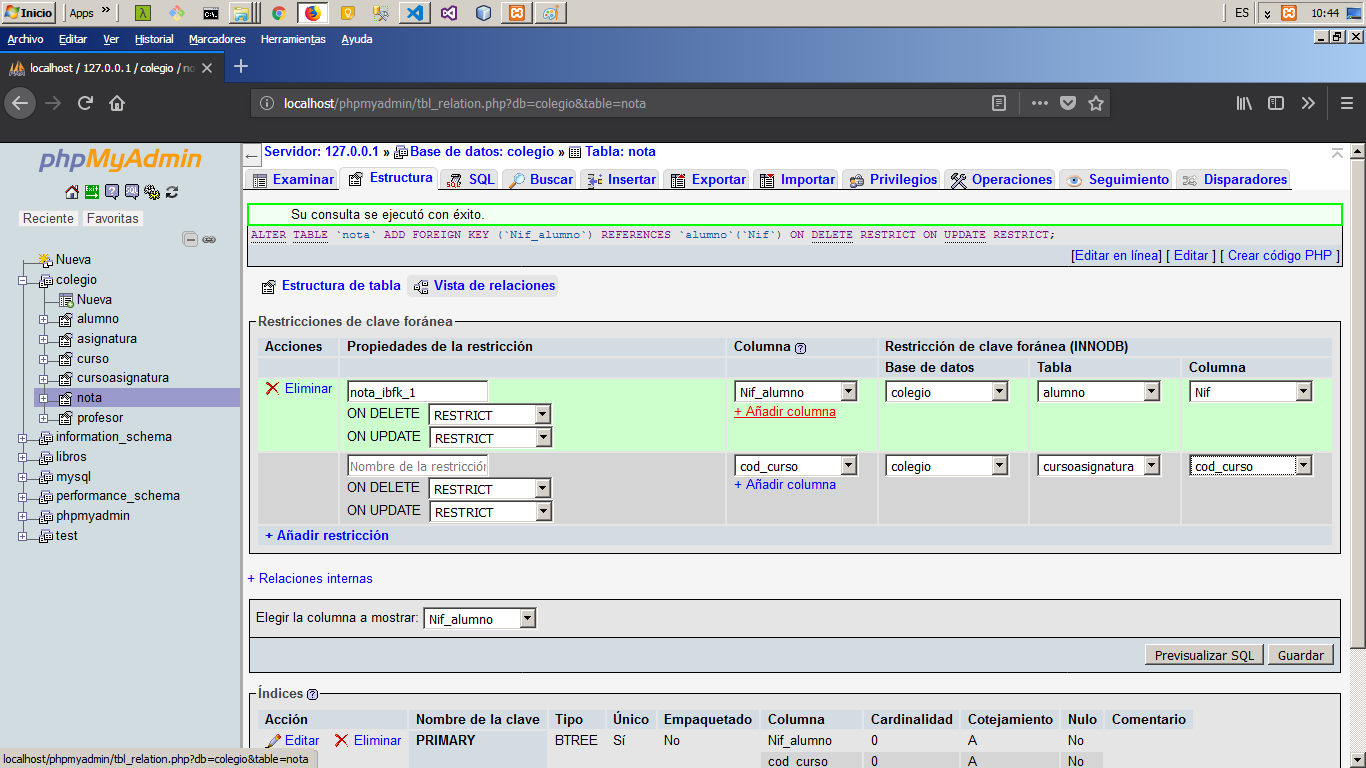 Inicio Apps » ES » 10:44
Archivo Editar Ver Historial Marcadores Herramientas Ayuda
localhost / 127.0.0.1 / colegio / no
localhost/phpmyadmin/tbl_relation.php?db=colegio&table=nota
phpMyAdmin
Reciente Favoritas
Nueva
colegio
Nueva
alumno
asignatura
curso
cursoasignatura
nota
profesor
information_schema
libros
mysql
performance_schema
phpmyadmin
test
Servidor: 127.0.0.1 » Base de datos: colegio » Tabla: nota
Examinar Estructura SQL Buscar Insertar Exportar Importar Privilegios Operaciones Seguimiento Disparadores
Su consulta se ejecutó con éxito.
ALTER TABLE `nota` ADD FOREIGN KEY (`Nif_alumno`) REFERENCES `alumno`(`Nif`) ON DELETE RESTRICT ON UPDATE RESTRICT;
[Editar en línea] [ Editar ] [ Crear código PHP ]
Estructura de tabla Vista de relaciones
Restricciones de clave foránea
Acciones Propiedades de la restricción Columna Restricción de clave foránea (INNODB)
Base de datos Tabla Columna
Eliminar nota_ibfk_1 Nif_alumno colegio alumno Nif
ON DELETE RESTRICT + Añadir columna
ON UPDATE RESTRICT
Nombre de la restricción cod_curso colegio cursoasignatura cod_curso
ON DELETE RESTRICT + Añadir columna
ON UPDATE RESTRICT
+ Añadir restricción
+ Relaciones internas
Elegir la columna a mostrar: Nif_alumno
Previsualizar SQL Guardar
Índices
Acción Nombre de la clave Tipo Único Empaquetado Columna Cardinalidad Cotejamiento Nulo Comentario
Editar Eliminar PRIMARY BTREE Sí No Nif_alumno 0 A No
cod_curso 0 A No
localhost/phpmyadmin/tbl_relation.php?db=colegio&table=nota